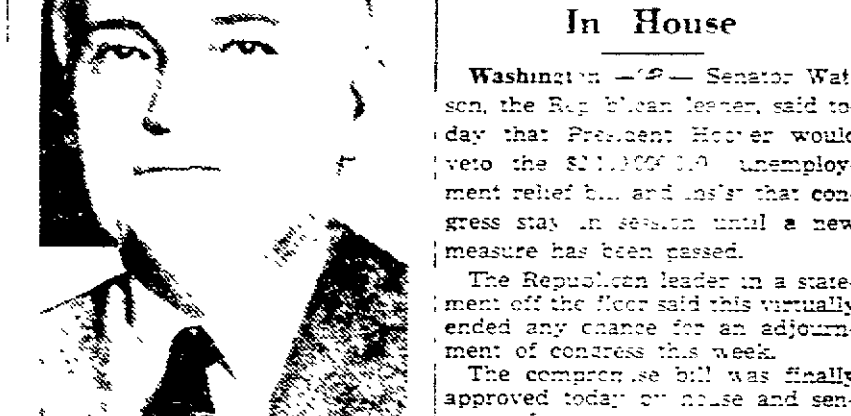 In House
Washington — Senator Wat-
son, the Republican leader, said to-
day that President Hoover would
veto the unemploy-
ment relief bill and insist that con-
gress stay in session until a new
measure has been passed.
The Republican leader in a state-
ment off the floor said this virtually
ended any chance for an adjourn-
ment of congress this week.
The compromise bill was finally
approved today by house and sen-